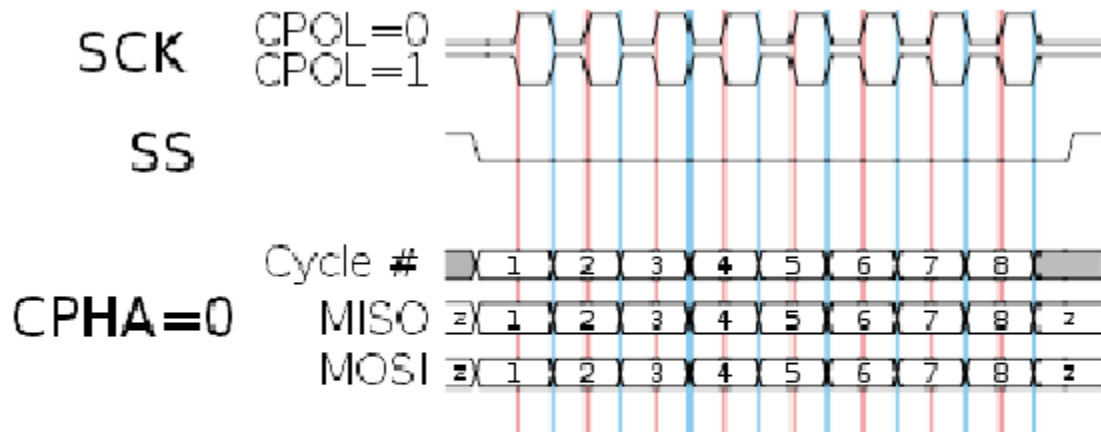 SCK CPOL=0
CPOL=1
SS
Cycle # 1 2 3 4 5 6 7 8
CPHA=0 MISO z 1 2 3 4 5 6 7 8 z
MOSI z 1 2 3 4 5 6 7 8 z